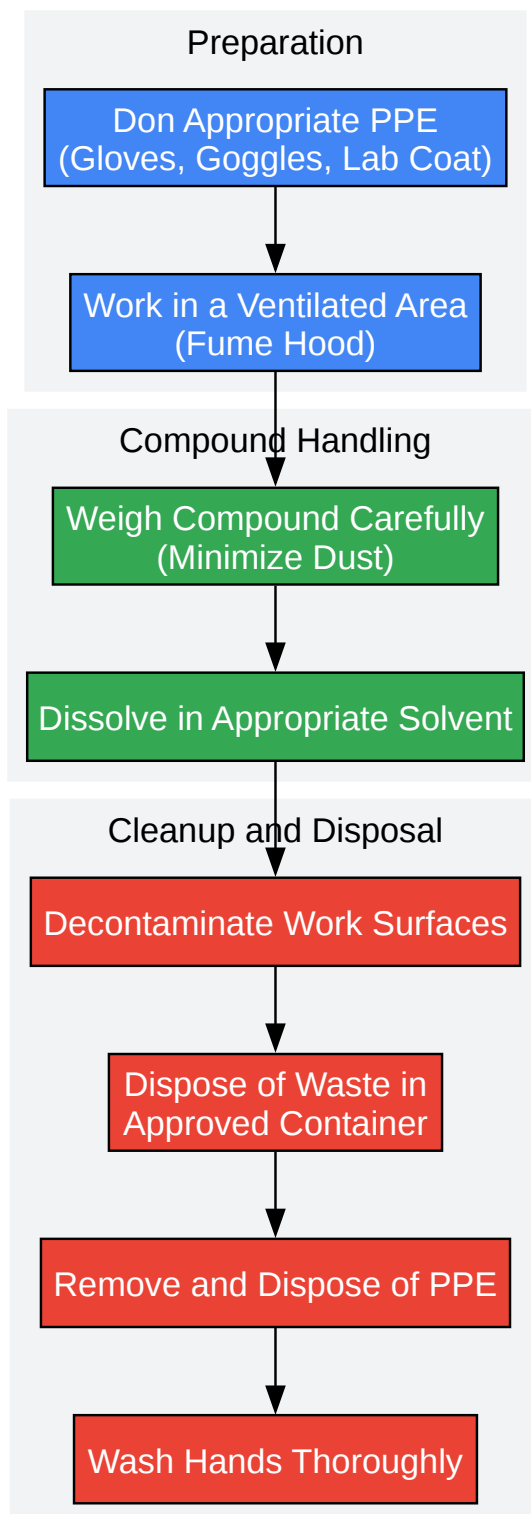 Preparation
Don Appropriate PPE
(Gloves, Goggles, Lab Coat)
Work in a Ventilated Area
(Fume Hood)
Compound Handling
Weigh Compound Carefully
(Minimize Dust)
Dissolve in Appropriate Solvent
Cleanup and Disposal
Decontaminate Work Surfaces
Dispose of Waste in
Approved Container
Remove and Dispose of PPE
Wash Hands Thoroughly